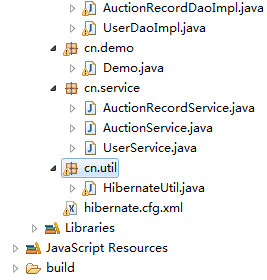 AuctionRecordDaoImpl.java
UserDaoImpl.java
cn.demo
Demo.java
cn.service
AuctionRecordService.java
AuctionService.java
UserService.java
cn.util
HibernateUtil.java
hibernate.cfg.xml
Libraries
JavaScript Resources
build